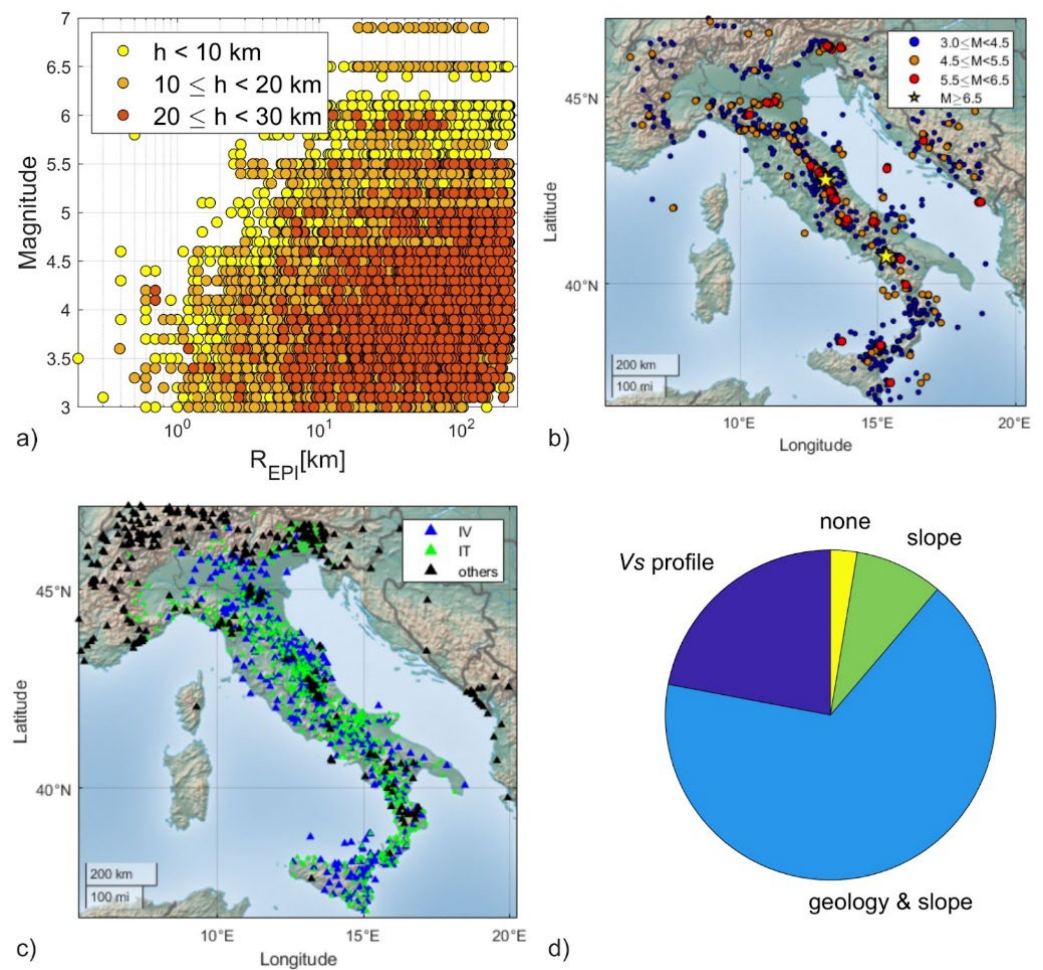 7
6.5
6
5.5
5
4.5
4
3.5
3
Magnitude
h < 10 km
10 ≤ h < 20 km
20 ≤ h < 30 km
10⁰ 10¹ 10²
a)
R_EPI[km]
3.0≤M<4.5
4.5≤M<5.5
5.5≤M<6.5
M≥6.5
45°N
40°N
Latitude
200 km
100 mi
10°E 15°E 20°E
b)
Longitude
IV
IT
others
45°N
40°N
Latitude
200 km
100 mi
10°E 15°E 20°E
c)
Longitude
none
slope
Vs profile
geology & slope
d)